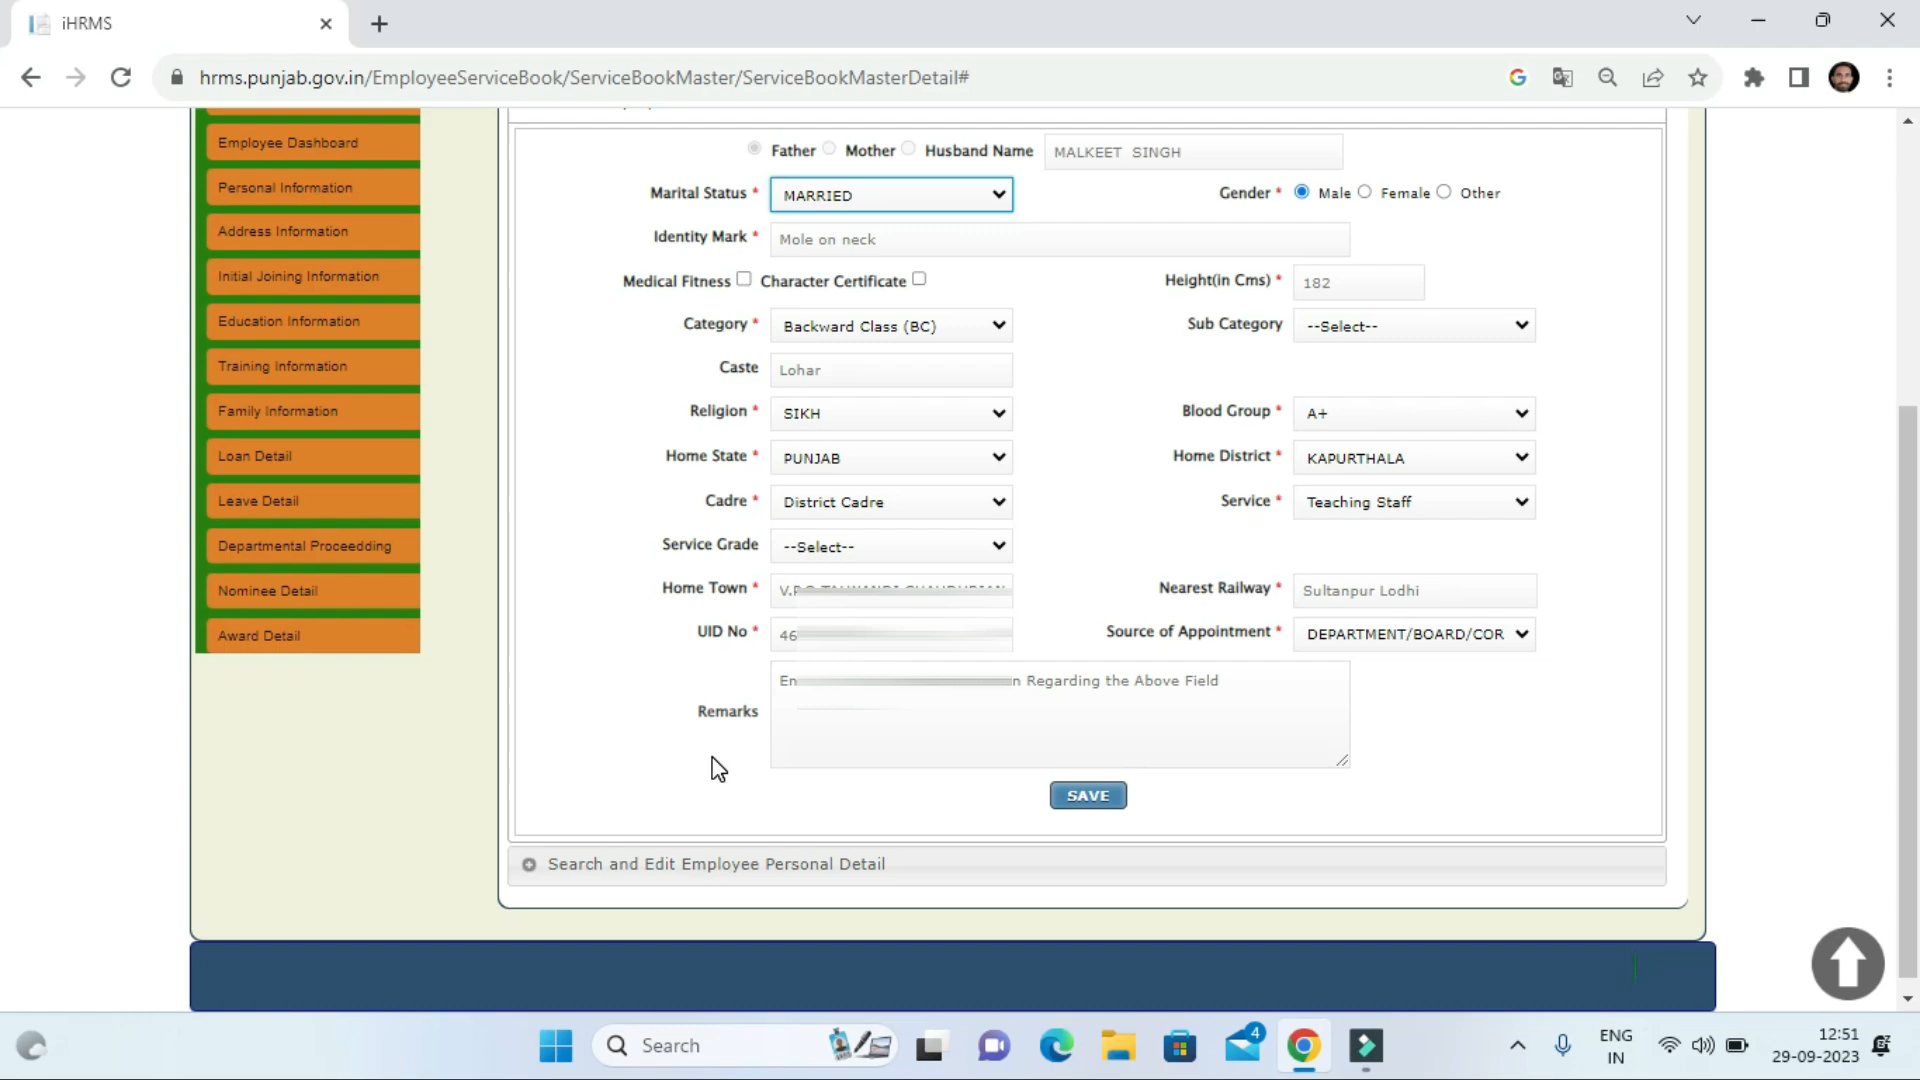 iHRMS
hrms.punjab.gov.in/EmployeeServiceBook/ServiceBookMaster/ServiceBookMasterDetail#
Employee Dashboard
Personal Information
Address Information
Initial Joining Information
Education Information
Training Information
Family Information
Loan Detail
Leave Detail
Departmental Proceedding
Nominee Detail
Award Detail
Father Mother Husband Name MALKEET SINGH
Marital Status * MARRIED Gender * Male Female Other
Identity Mark * Mole on neck
Medical Fitness Character Certificate Height(in Cms) * 182
Category * Backward Class (BC) Sub Category --Select--
Caste Lohar
Religion * SIKH Blood Group * A+
Home State * PUNJAB Home District * KAPURTHALA
Cadre * District Cadre Service * Teaching Staff
Service Grade --Select--
Home Town * Nearest Railway * Sultanpur Lodhi
UID No * 46 Source of Appointment * DEPARTMENT/BOARD/COR
Remarks Regarding the Above Field
SAVE
Search and Edit Employee Personal Detail
Search
4
ENG
IN
12:51
29-09-2023